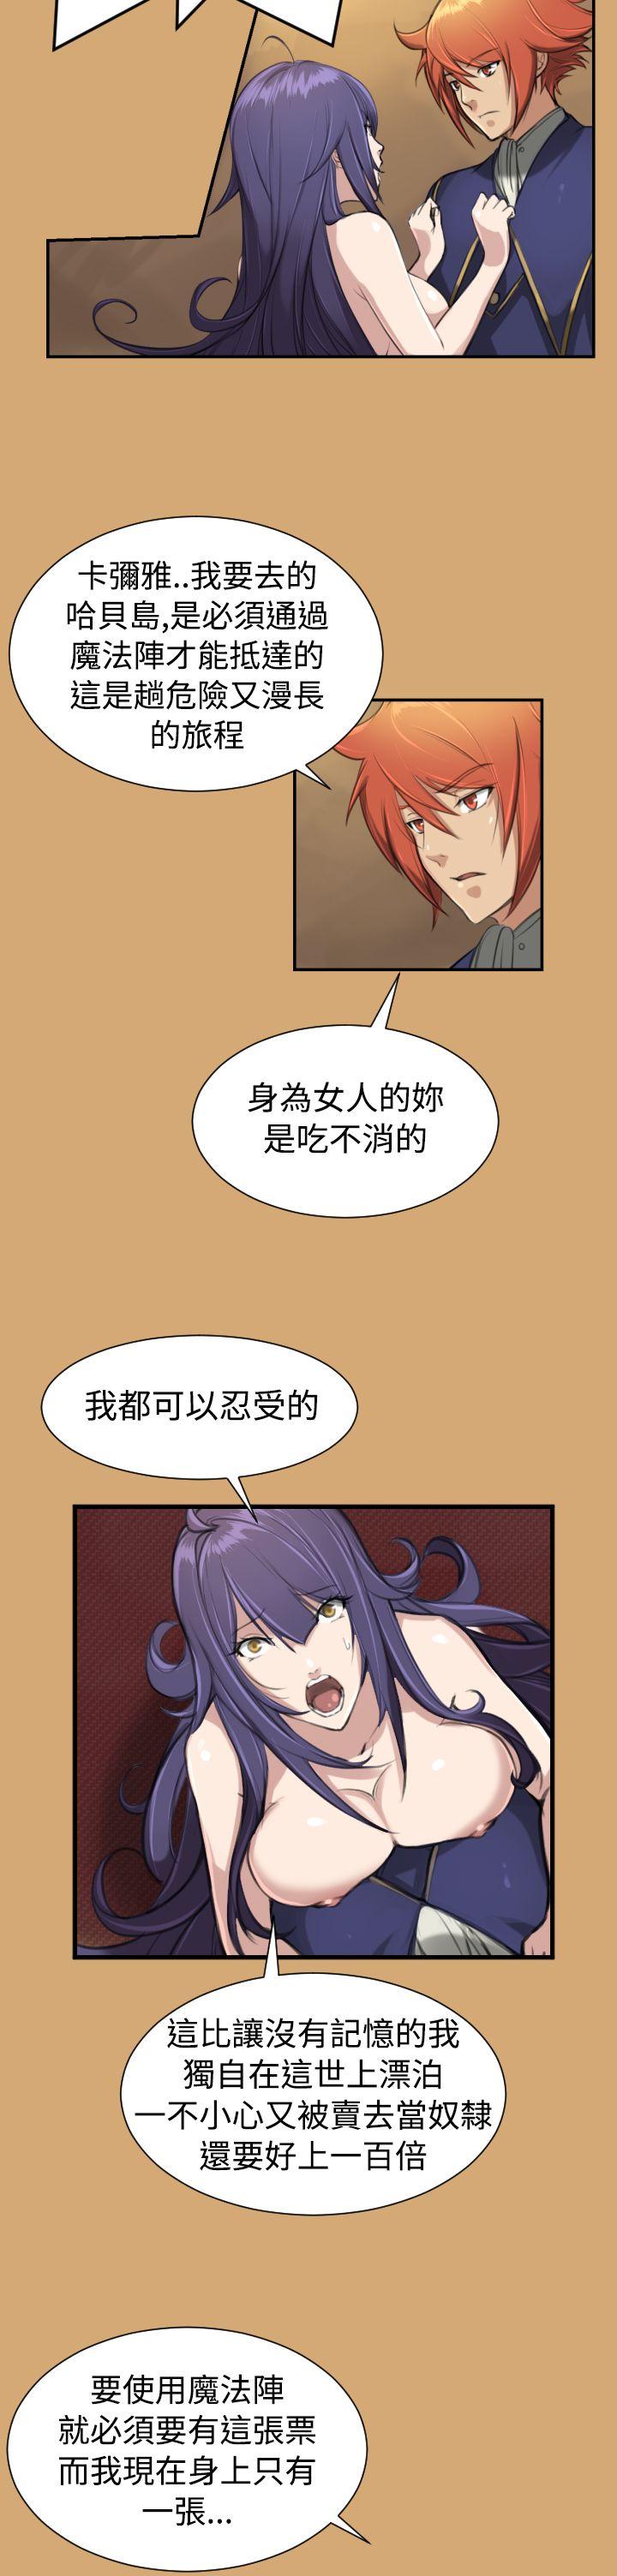 卡彌雅..我要去的
哈貝島,是必須通過
魔法陣才能抵達的
這是趟危險又漫長
的旅程
身為女人的妳
是吃不消的
我都可以忍受的
這比讓沒有記憶的我
獨自在這世上漂泊
一不小心又被賣去當奴隸
還要好上一百倍
要使用魔法陣
就必須要有這張票
而我現在身上只有
一張...